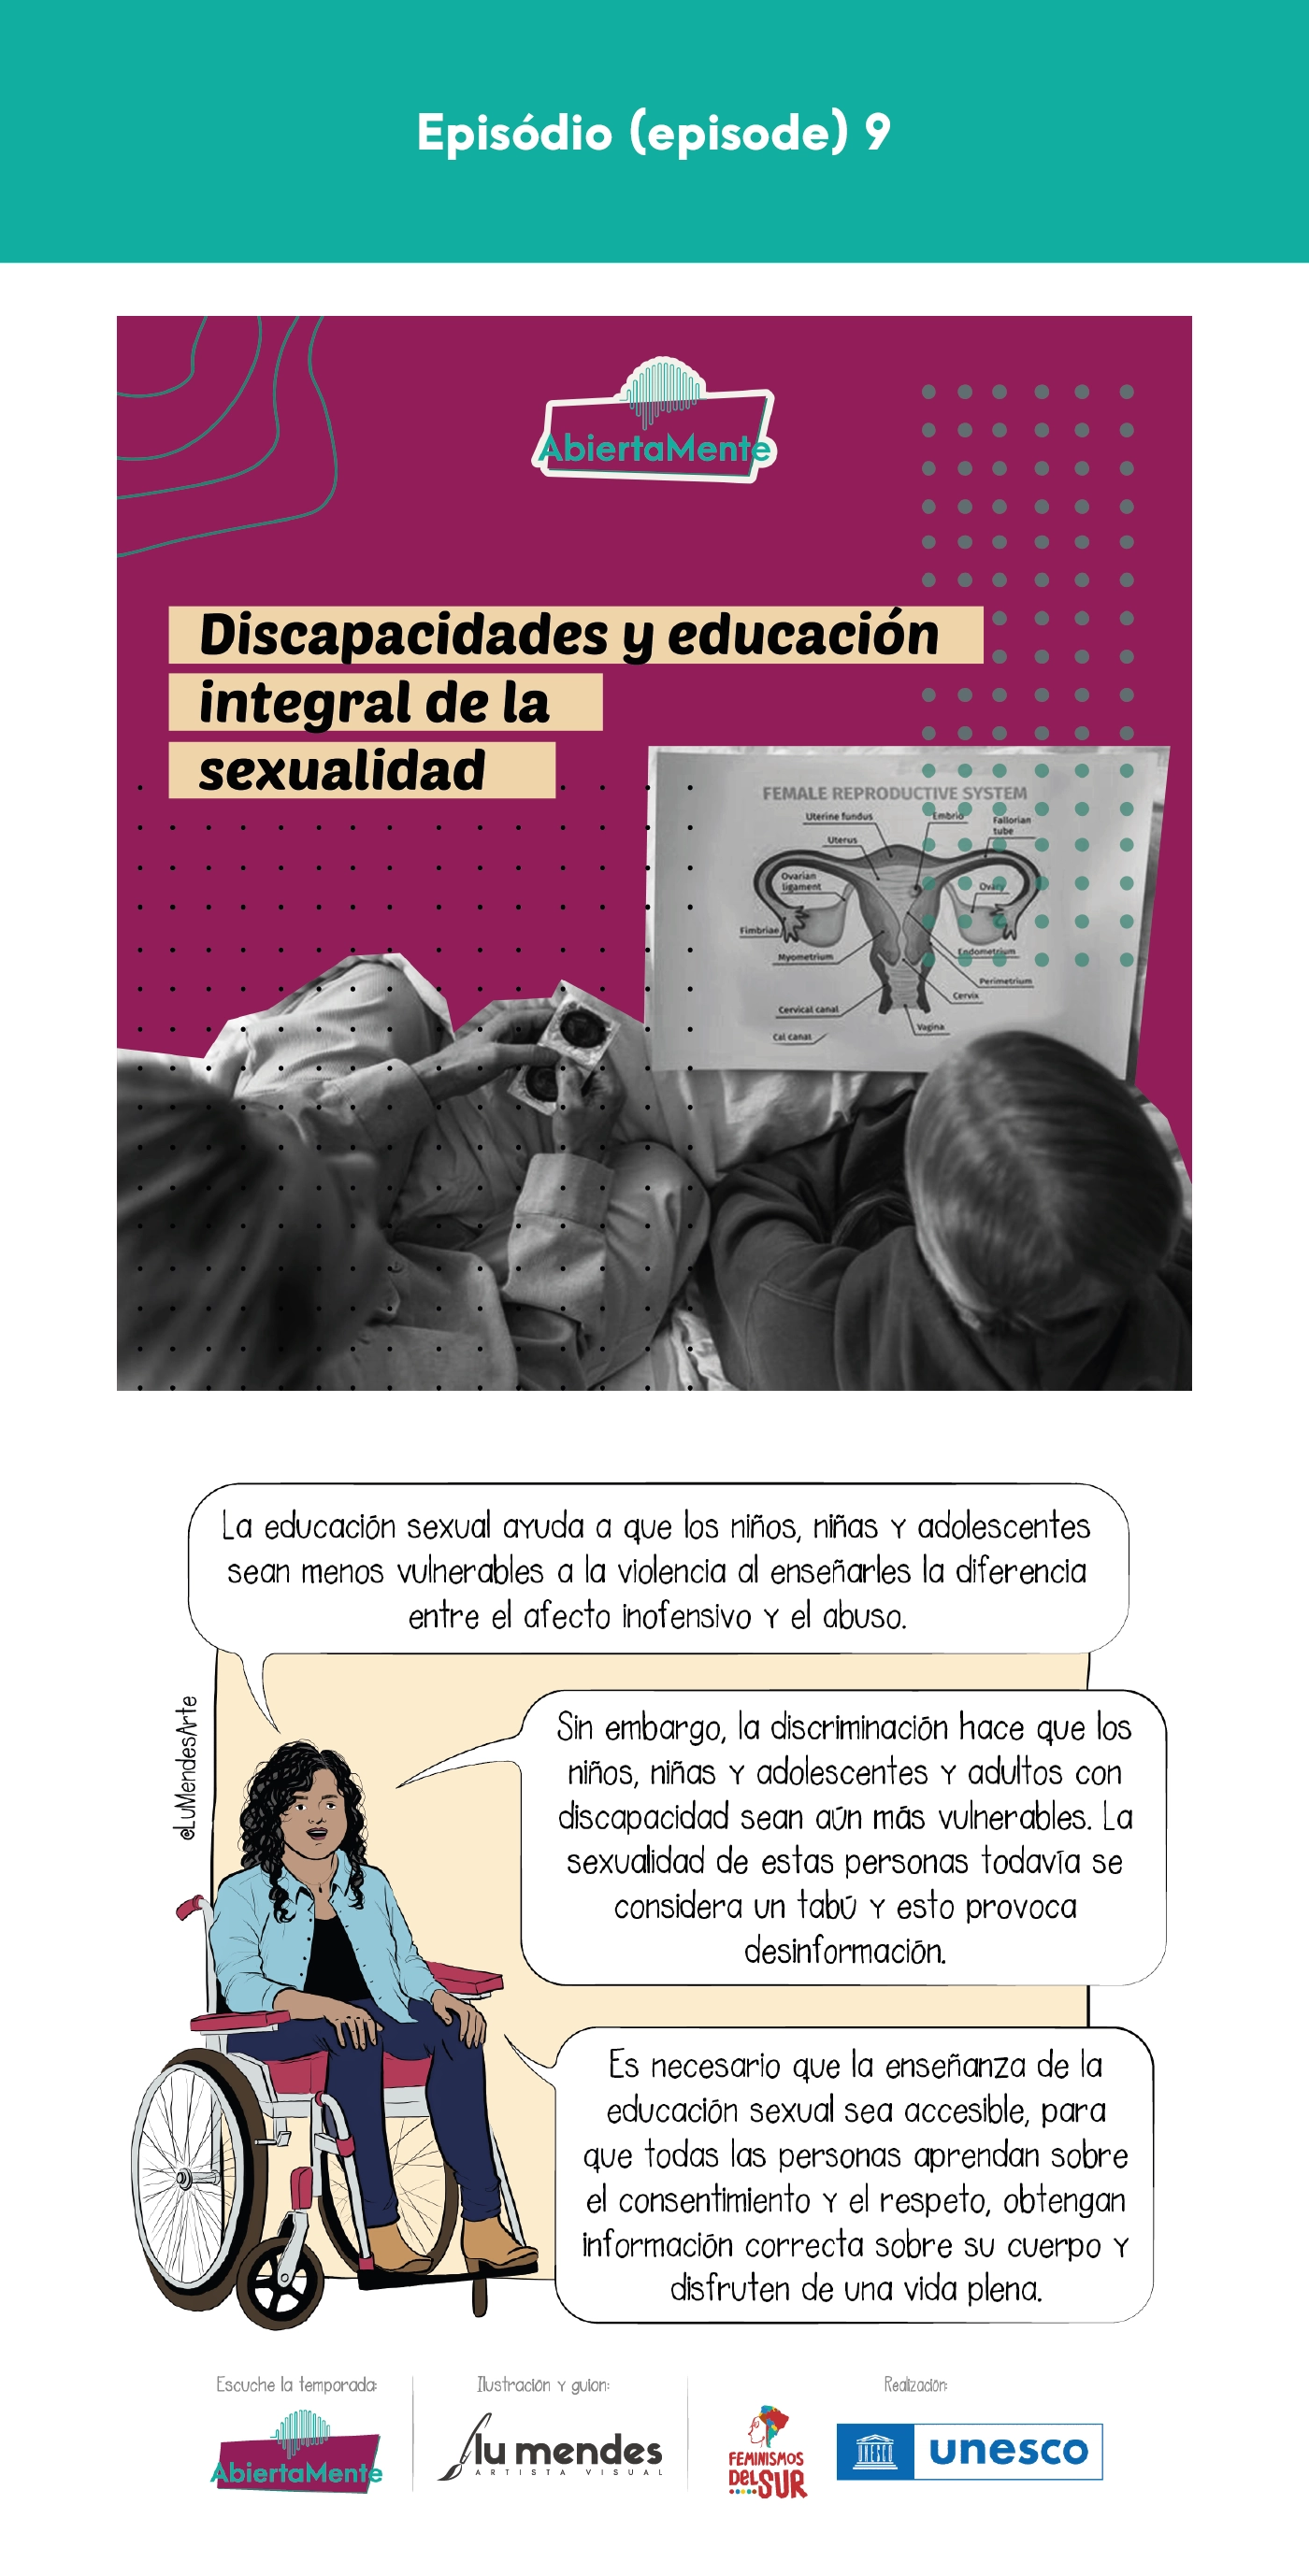 Episódio (episode) 9
AbiertaMente
Discapacidades y educación
integral de la
sexualidad
FEMALE REPRODUCTIVE SYSTEM
Uterine fundus
Embrio
Fallorian
tube
Uterus
Ovarian
ligament
Ovary
Fimbriae
Myometrium
Endometrium
Perimetrium
Cervix
Cervical canal
Vagina
Cal canal
La educación sexual ayuda a que los niños, niñas y adolescentes
sean menos vulnerables a la violencia al enseñarles la diferencia
entre el afecto inofensivo y el abuso.
@LuMendesArte
Sin embargo, la discriminación hace que los
niños, niñas y adolescentes y adultos con
discapacidad sean aún más vulnerables. La
sexualidad de estas personas todavía se
considera un tabú y esto provoca
desinformación.
Es necesario que la enseñanza de la
educación sexual sea accesible, para
que todas las personas aprendan sobre
el consentimiento y el respeto, obtengan
información correcta sobre su cuerpo y
disfruten de una vida plena.
Escuche la temporada:
AbiertaMente
Ilustración y guion:
lu mendes
ARTISTA VISUAL
Realización:
FEMINISMOS
DEL SUR
unesco